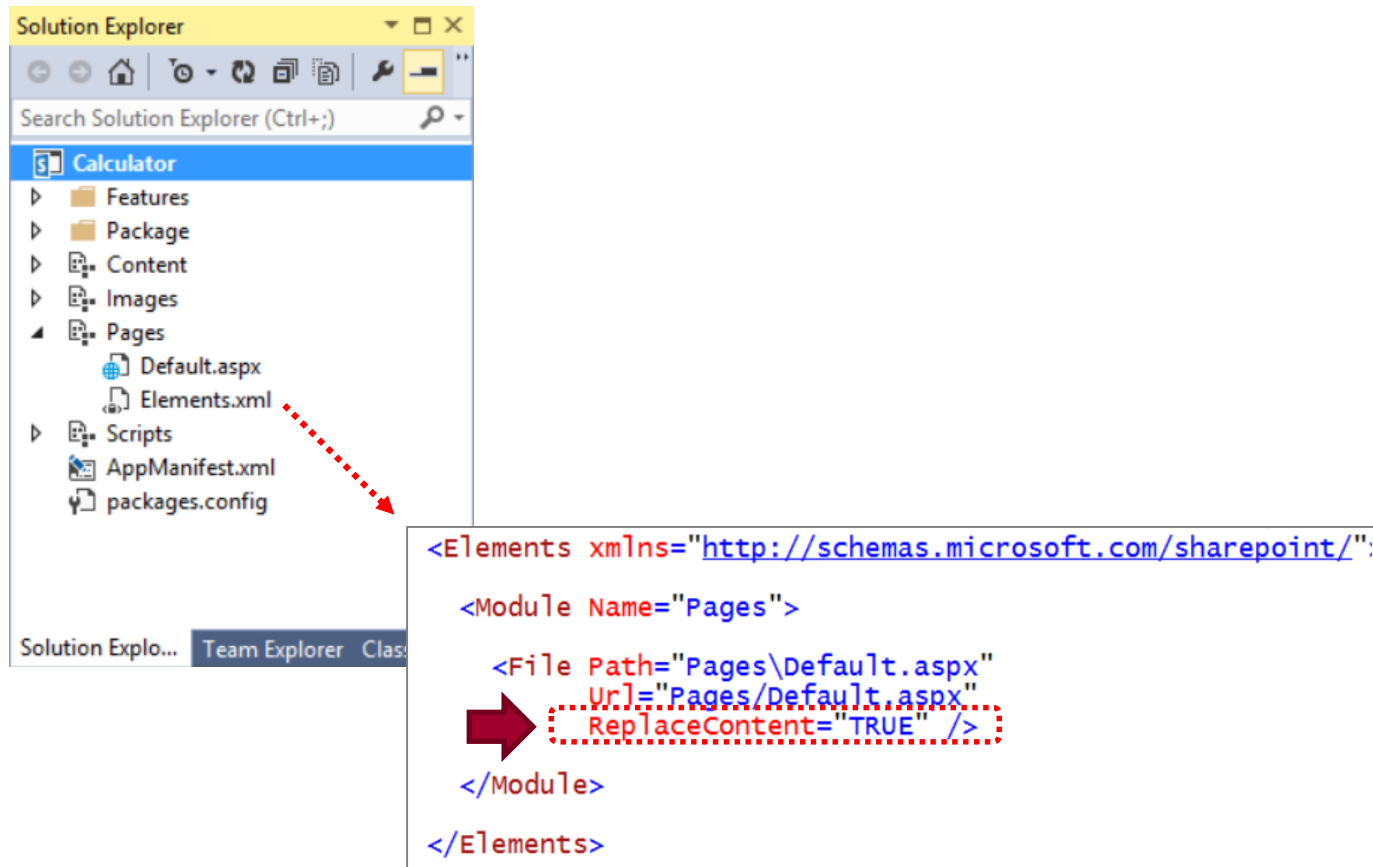 Solution Explorer
Search Solution Explorer (Ctrl+;)
Calculator
Features
Package
Content
Images
Pages
Default.aspx
Elements.xml
Scripts
AppManifest.xml
packages.config
Solution Explo... Team Explorer Clas
<Elements xmlns="http://schemas.microsoft.com/sharepoint/">
<Module Name="Pages">
<File Path="Pages\Default.aspx"
Url="Pages/Default.aspx"
ReplaceContent="TRUE" />
</Module>
</Elements>